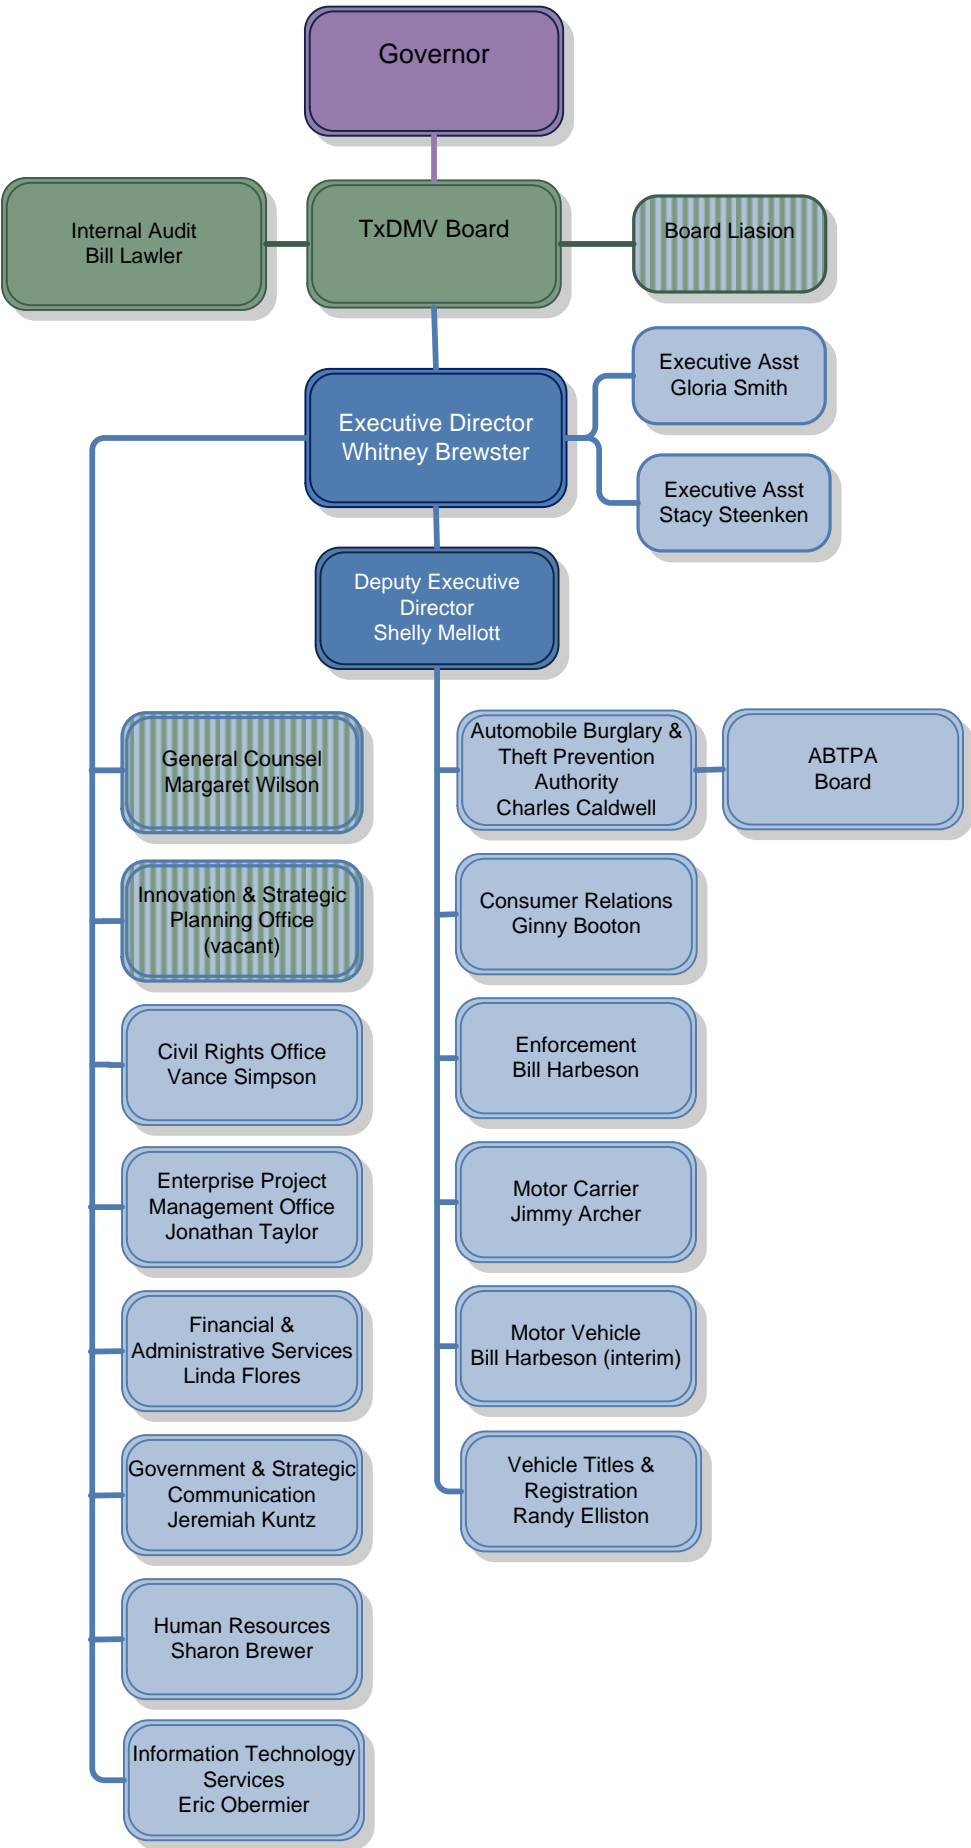 Governor
Internal Audit
Bill Lawler
TxDMV Board
Board Liasion
Executive Asst
Gloria Smith
Executive Director
Whitney Brewster
Executive Asst
Stacy Steenken
Deputy Executive
Director
Shelly Mellott
General Counsel
Margaret Wilson
Innovation & Strategic
Planning Office
(vacant)
Civil Rights Office
Vance Simpson
Enterprise Project
Management Office
Jonathan Taylor
Financial &
Administrative Services
Linda Flores
Government & Strategic
Communication
Jeremiah Kuntz
Human Resources
Sharon Brewer
Information Technology
Services
Eric Obermier
Automobile Burglary &
Theft Prevention
Authority
Charles Caldwell
ABTPA
Board
Consumer Relations
Ginny Booton
Enforcement
Bill Harbeson
Motor Carrier
Jimmy Archer
Motor Vehicle
Bill Harbeson (interim)
Vehicle Titles &
Registration
Randy Elliston